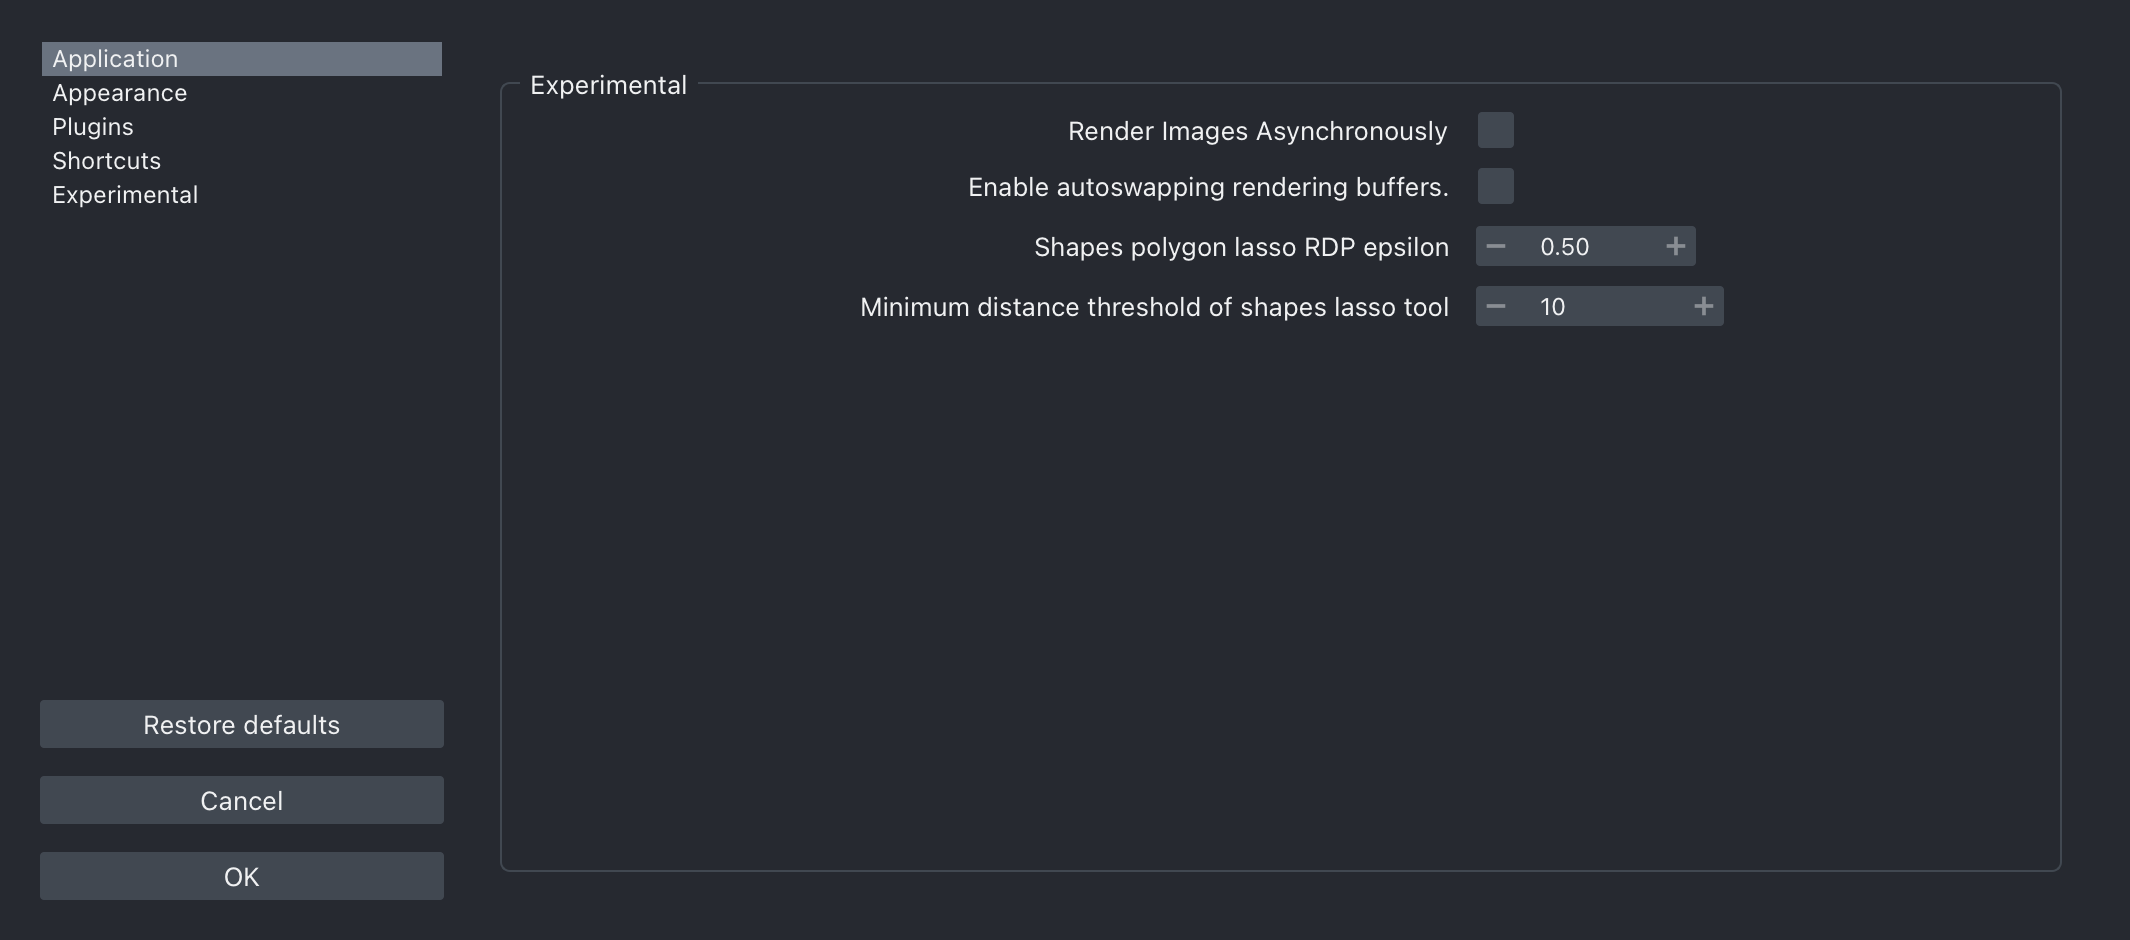 Application
Appearance
Plugins
Shortcuts
Experimental
Experimental
Render Images Asynchronously
Enable autoswapping rendering buffers.
Shapes polygon lasso RDP epsilon − 0.50 +
Minimum distance threshold of shapes lasso tool − 10 +
Restore defaults
Cancel
OK